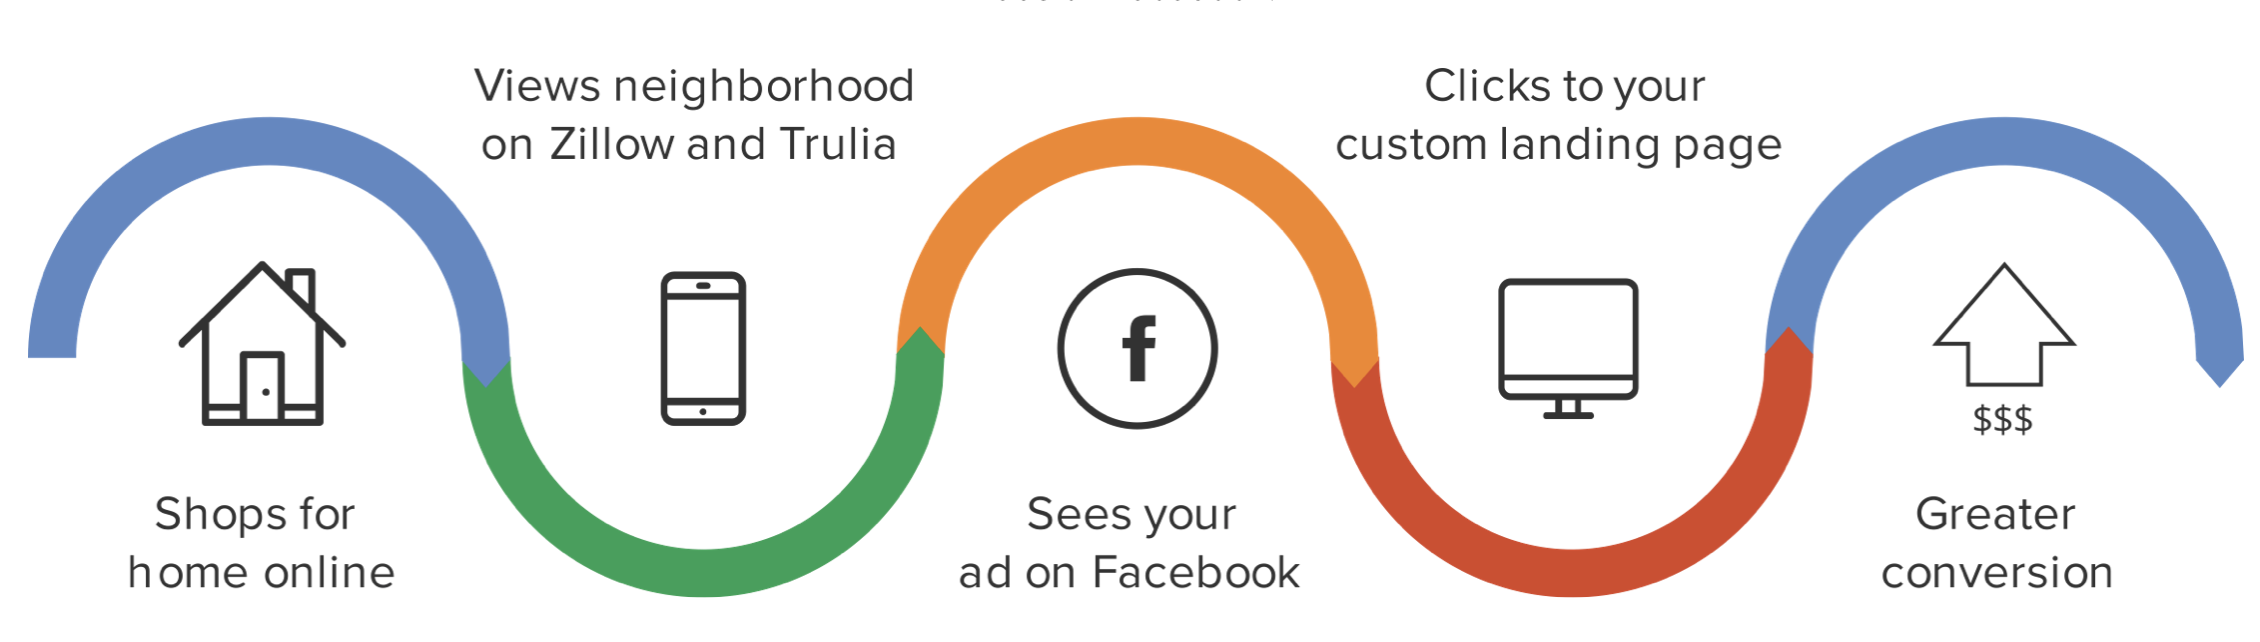 Shops for
home online
Views neighborhood
on Zillow and Trulia
f
Sees your
ad on Facebook
Clicks to your
custom landing page
$$$
Greater
conversion